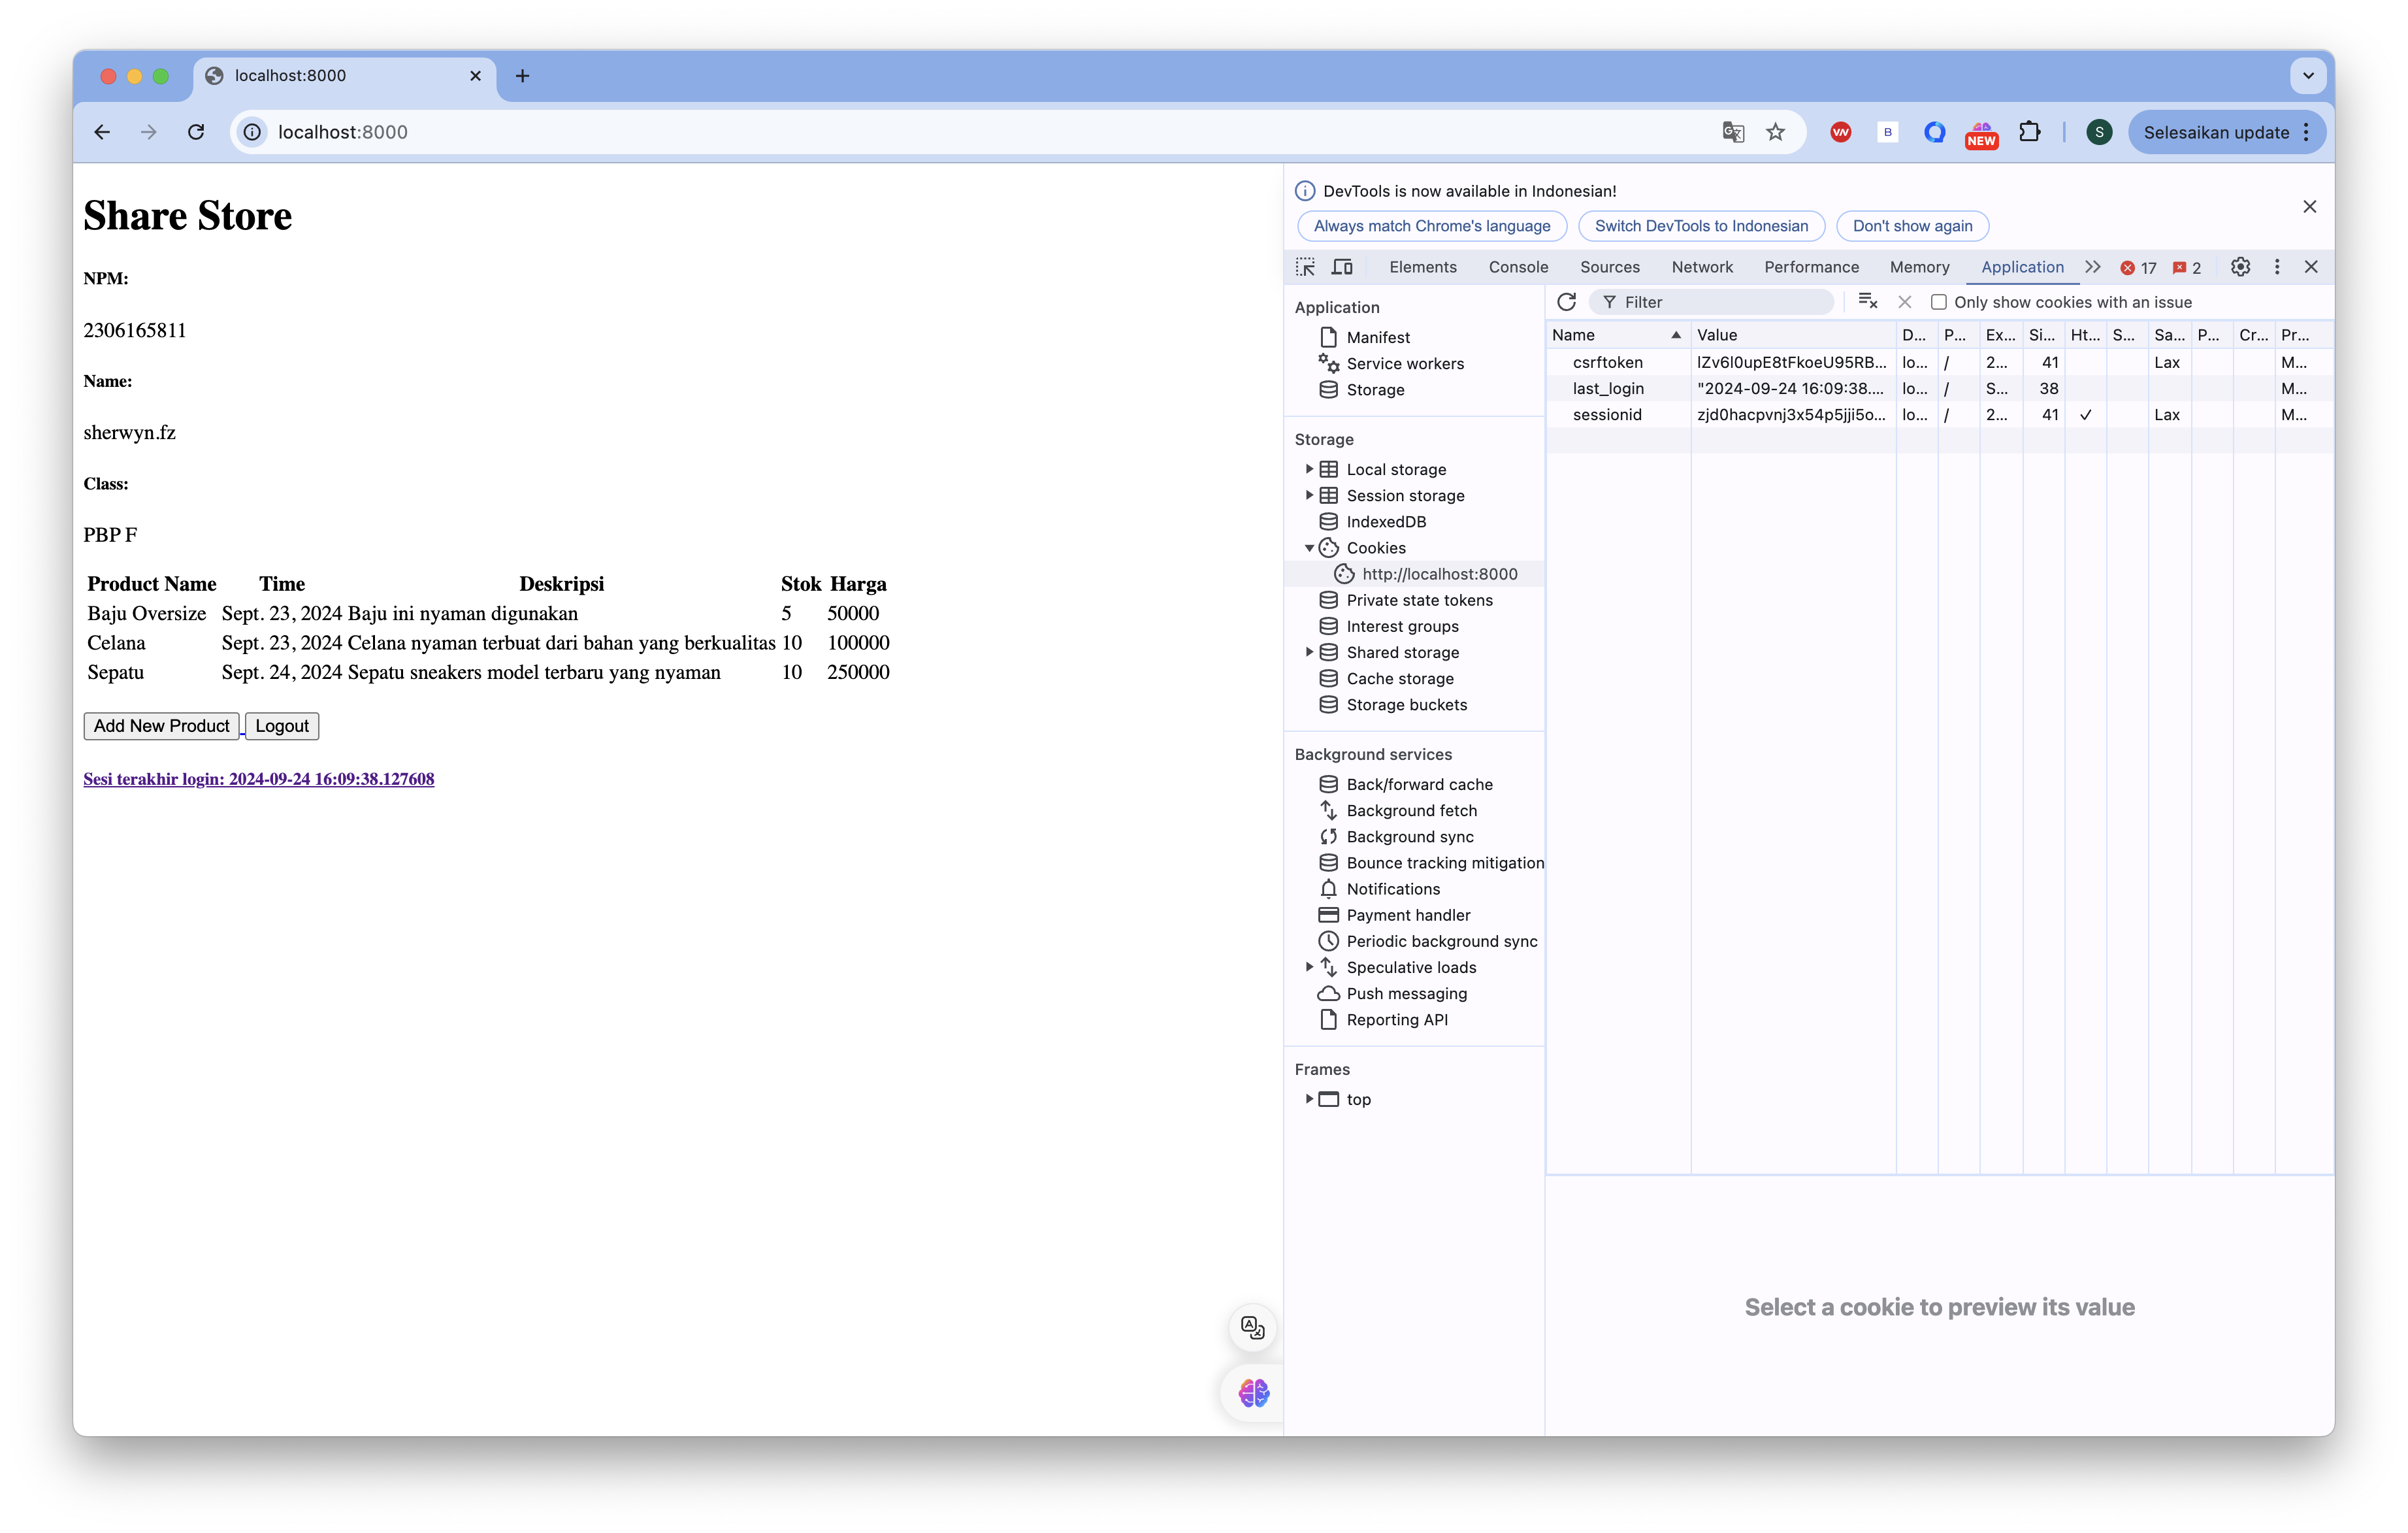 localhost:8000
localhost:8000
VW
B
NEW
S
Selesaikan update
Share Store
NPM:
2306165811
Name:
sherwyn.fz
Class:
PBP F
Product Name Time Deskripsi Stok Harga
Baju Oversize Sept. 23, 2024 Baju ini nyaman digunakan 5 50000
Celana Sept. 23, 2024 Celana nyaman terbuat dari bahan yang berkualitas 10 100000
Sepatu Sept. 24, 2024 Sepatu sneakers model terbaru yang nyaman 10 250000
Add New Product Logout
Sesi terakhir login: 2024-09-24 16:09:38.127608
DevTools is now available in Indonesian!
Always match Chrome's language Switch DevTools to Indonesian Don't show again
Elements Console Sources Network Performance Memory Application 17 2
Application
Manifest
Service workers
Storage
Storage
Local storage
Session storage
IndexedDB
Cookies
http://localhost:8000
Private state tokens
Interest groups
Shared storage
Cache storage
Storage buckets
Background services
Back/forward cache
Background fetch
Background sync
Bounce tracking mitigation
Notifications
Payment handler
Periodic background sync
Speculative loads
Push messaging
Reporting API
Frames
top
Filter Only show cookies with an issue
Name Value D... P... Ex... Si... Ht... S... Sa... P... Cr... Pr...
csrftoken lZv6l0upE8tFkoeU95RB... lo... / 2... 41 Lax M...
last_login "2024-09-24 16:09:38.... lo... / S... 38 M...
sessionid zjd0hacpvnj3x54p5jji5o... lo... / 2... 41 ✓ Lax M...
Select a cookie to preview its value